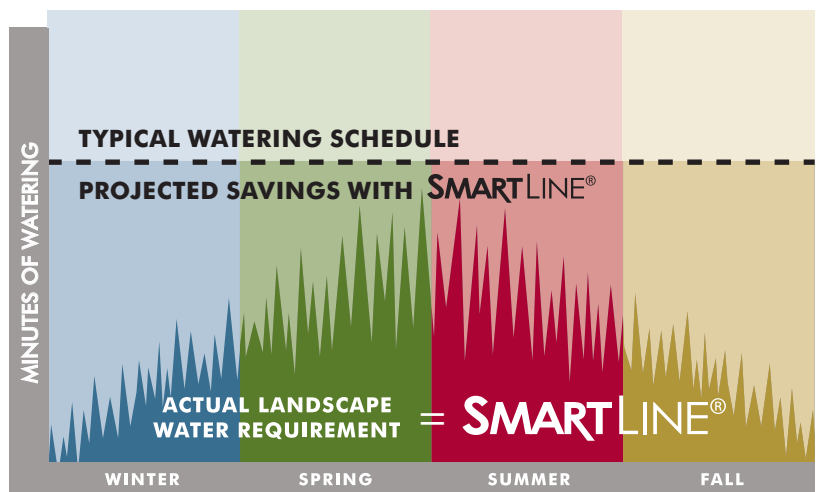 TYPICAL WATERING SCHEDULE
PROJECTED SAVINGS WITH SMARTLINE®
MINUTES OF WATERING
ACTUAL LANDSCAPE
WATER REQUIREMENT = SMARTLINE®
WINTER SPRING SUMMER FALL